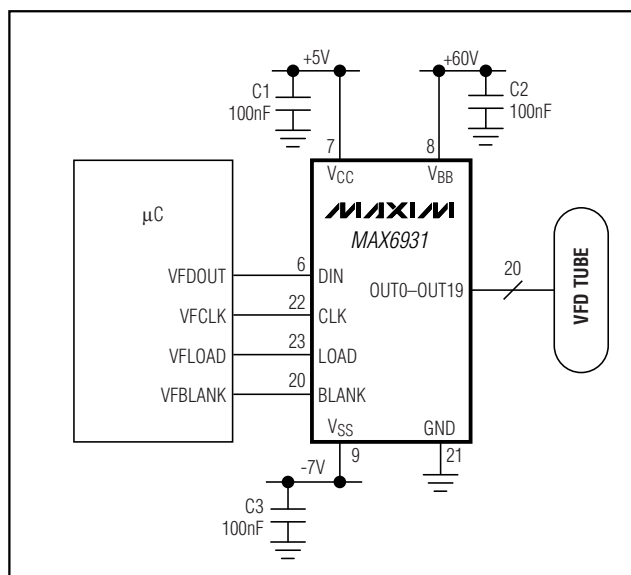 +5V
+60V
C1
100nF
C2
100nF
7
8
VCC
VBB
MAXIM
MAX6931
µC
VFDOUT
6
DIN
VFCLK
22
CLK
VFLOAD
23
LOAD
VFBLANK
20
BLANK
OUT0–OUT19
20
VFD TUBE
VSS
GND
9
21
-7V
C3
100nF